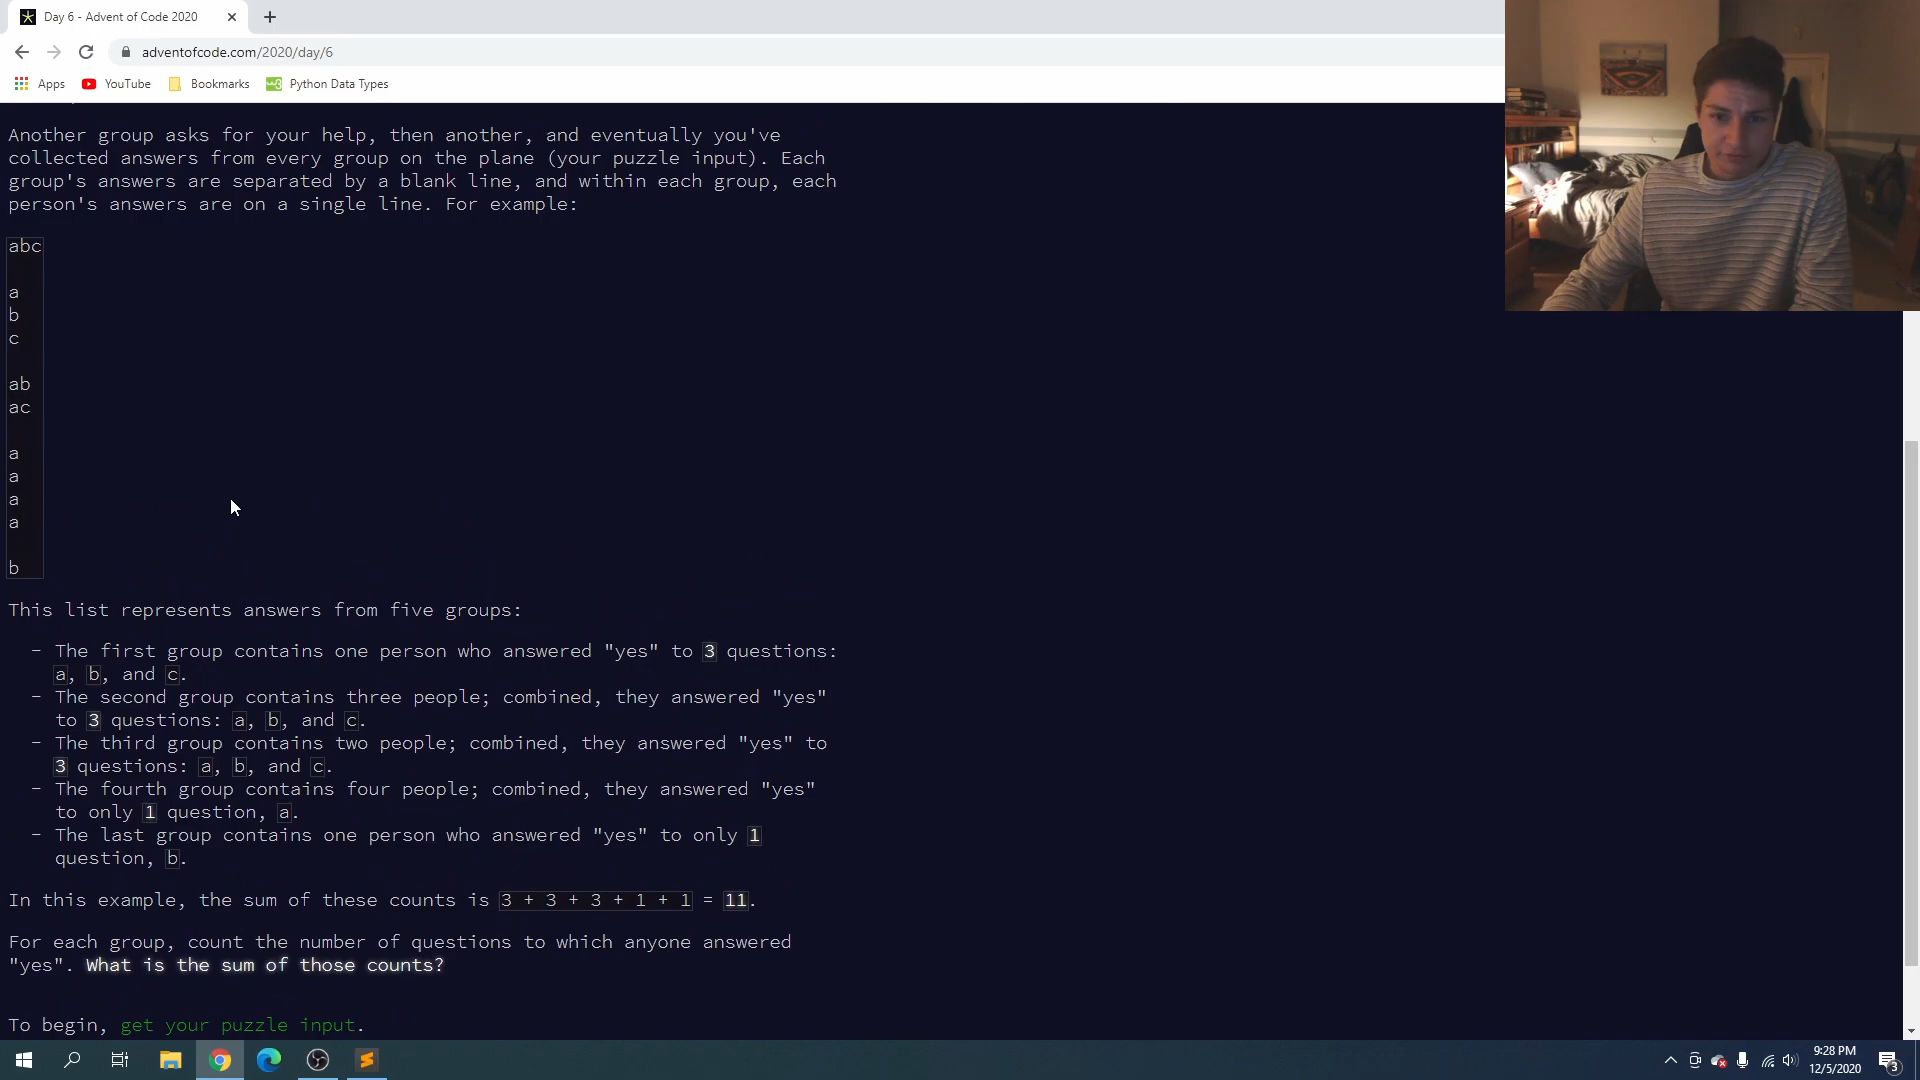 Day 6 - Advent of Code 2020
adventofcode.com/2020/day/6
Apps
YouTube
Bookmarks
Python Data Types
Another group asks for your help, then another, and eventually you've
collected answers from every group on the plane (your puzzle input). Each
group's answers are separated by a blank line, and within each group, each
person's answers are on a single line. For example:
abc
a
b
c
ab
ac
a
a
a
a
b
This list represents answers from five groups:
- The first group contains one person who answered "yes" to 3 questions:
a, b, and c.
- The second group contains three people; combined, they answered "yes"
to 3 questions: a, b, and c.
- The third group contains two people; combined, they answered "yes" to
3 questions: a, b, and c.
- The fourth group contains four people; combined, they answered "yes"
to only 1 question, a.
- The last group contains one person who answered "yes" to only 1
question, b.
In this example, the sum of these counts is 3 + 3 + 3 + 1 + 1 = 11.
For each group, count the number of questions to which anyone answered
"yes". What is the sum of those counts?
To begin, get your puzzle input.
9:28 PM
12/5/2020
3